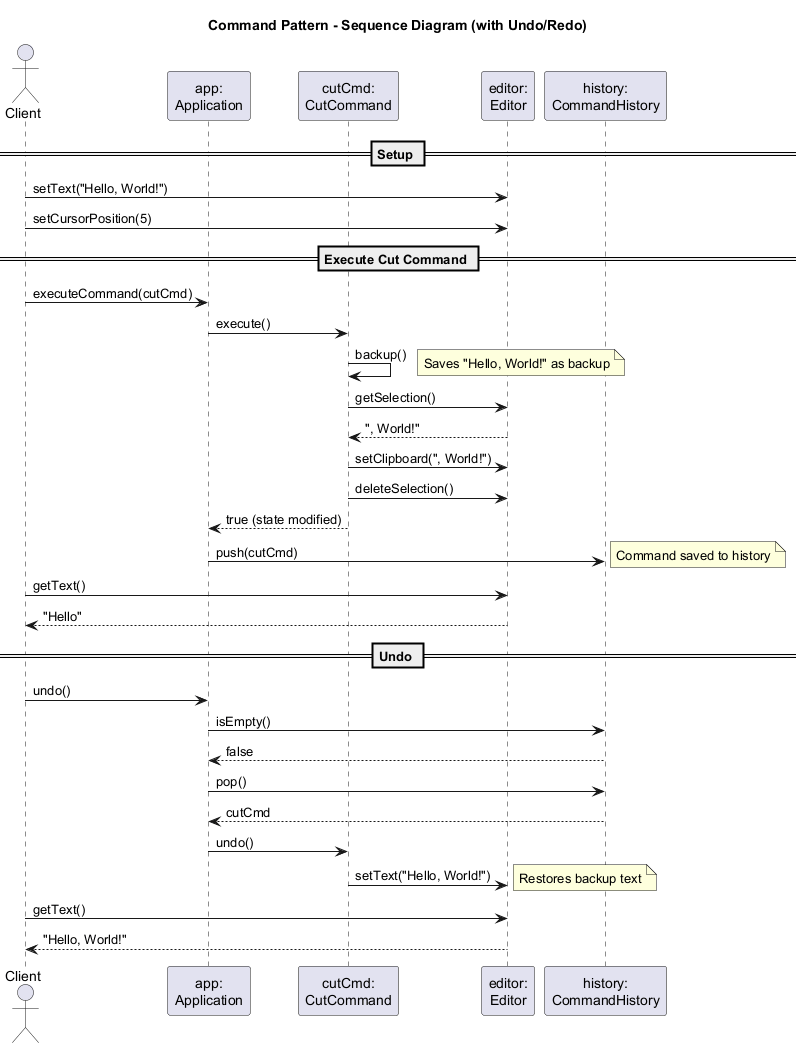 Command Pattern - Sequence Diagram (with Undo/Redo)
Client
app:
Application
cutCmd:
CutCommand
editor:
Editor
history:
CommandHistory
Setup
setText("Hello, World!")
setCursorPosition(5)
Execute Cut Command
executeCommand(cutCmd)
execute()
backup()
Saves "Hello, World!" as backup
getSelection()
", World!"
setClipboard(", World!")
deleteSelection()
true (state modified)
push(cutCmd)
Command saved to history
getText()
"Hello"
Undo
undo()
isEmpty()
false
pop()
cutCmd
undo()
setText("Hello, World!")
Restores backup text
getText()
"Hello, World!"
Client
app:
Application
cutCmd:
CutCommand
editor:
Editor
history:
CommandHistory